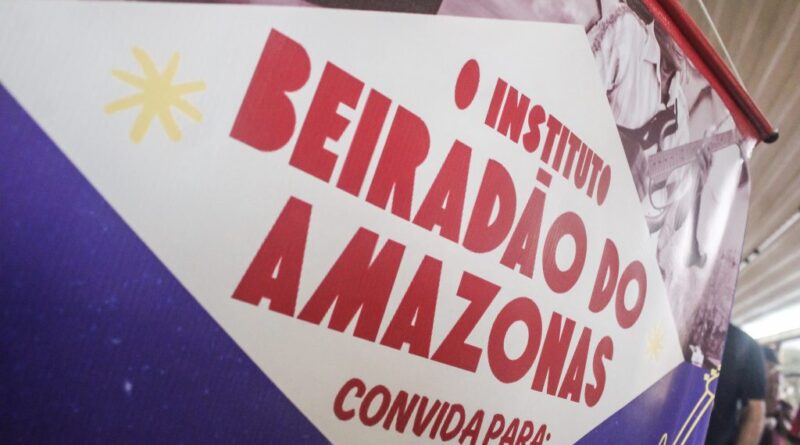 O INSTITUTO
BEIRADÃO DO
AMAZONAS
CONVIDA PARA: